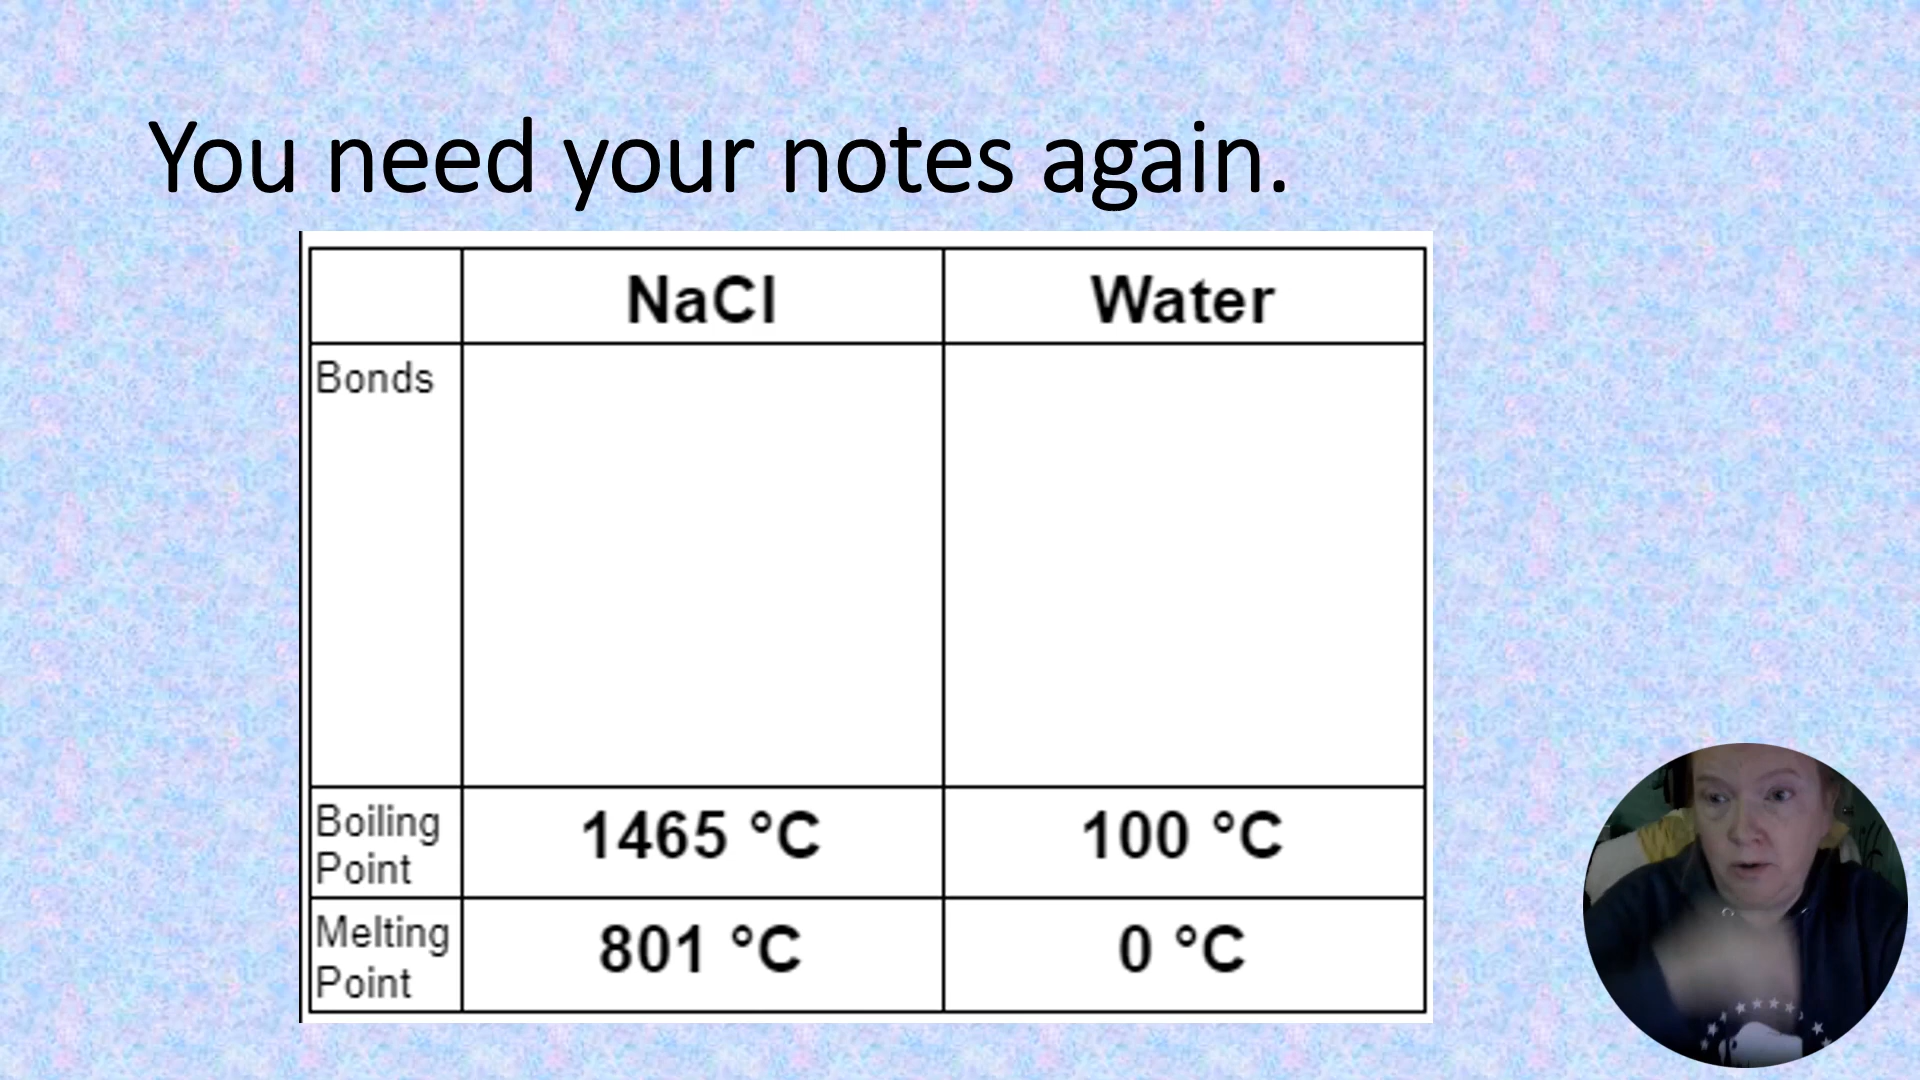 You need your notes again.
NaCl Water
Bonds
Boiling 1465 °C 100 °C
Point
Melting 801 °C 0 °C
Point